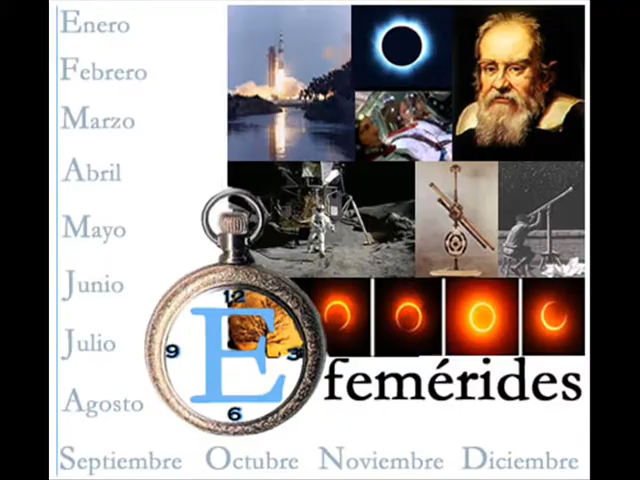 Enero
Febrero
Marzo
Abril
Mayo
Junio
Julio
Agosto
Septiembre Octubre Noviembre Diciembre
12
9 3
6
Efemérides